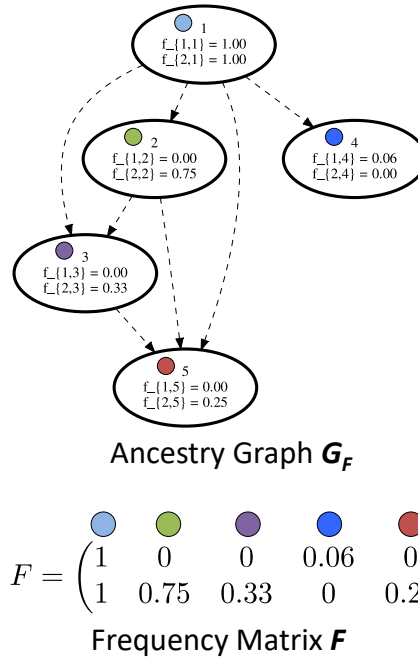 1
f_{1,1} = 1.00
f_{2,1} = 1.00
2
f_{1,2} = 0.00
f_{2,2} = 0.75
4
f_{1,4} = 0.06
f_{2,4} = 0.00
3
f_{1,3} = 0.00
f_{2,3} = 0.33
5
f_{1,5} = 0.00
f_{2,5} = 0.25
Ancestry Graph G_F
F = ( 1 0 0 0.06 0
1 0.75 0.33 0 0.2
Frequency Matrix F